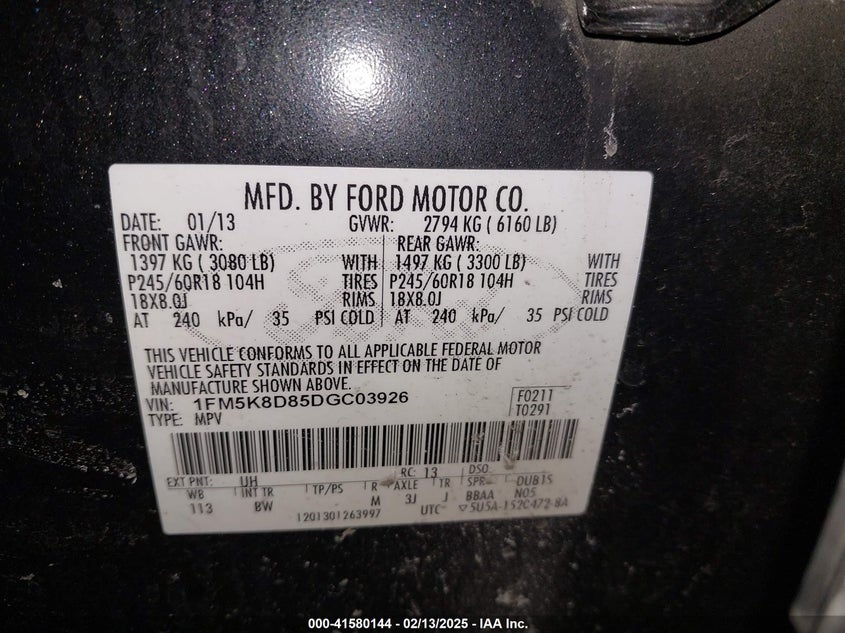 MFD. BY FORD MOTOR CO.
DATE: 01/13 GVWR: 2794 KG ( 6160 LB)
FRONT GAWR: REAR GAWR:
1397 KG ( 3080 LB) WITH 1497 KG ( 3300 LB) WITH
P245/60R18 104H TIRES P245/60R18 104H TIRES
18X8.0J RIMS 18X8.0J RIMS
AT 240 kPa/ 35 PSI COLD AT 240 kPa/ 35 PSI COLD
THIS VEHICLE CONFORMS TO ALL APPLICABLE FEDERAL MOTOR
VEHICLE SAFETY STANDARDS IN EFFECT ON THE DATE OF
MANUFACTURE SHOWN ABOVE.
VIN: 1FM5K8D85DGC03926 F0211
TYPE: MPV T0291
EXT PNT: UH RC: 13 DSO:
WB INT TR TP/PS R AXLE TR SPR DUB1S
113 BW M 3J J BBAA N05
1201301263997 UTC ▽5U5A-152C472-BA
000-41580144 - 02/13/2025 - IAA Inc.